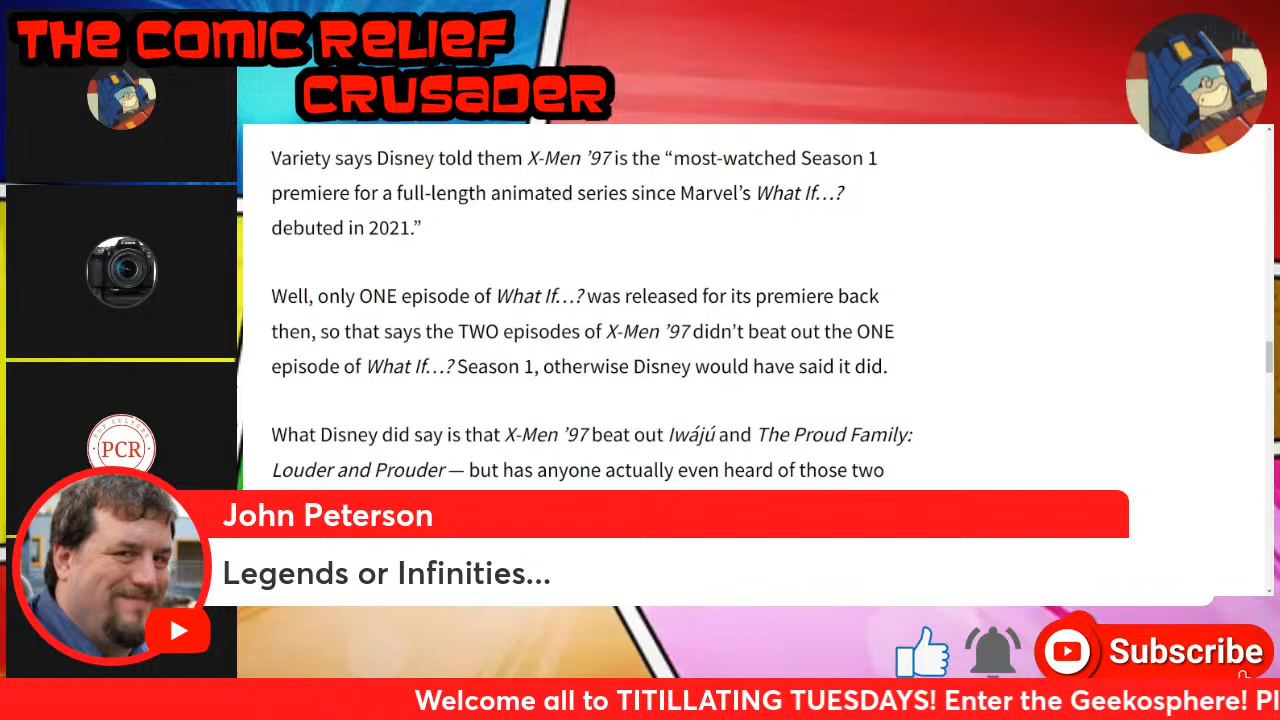 THE COMIC RELIEF
CRUSADER
Variety says Disney told them X-Men ’97 is the “most-watched Season 1
premiere for a full-length animated series since Marvel’s What If…?
debuted in 2021.”
Well, only ONE episode of What If…? was released for its premiere back
then, so that says the TWO episodes of X-Men ’97 didn’t beat out the ONE
episode of What If…? Season 1, otherwise Disney would have said it did.
What Disney did say is that X-Men ’97 beat out Iwájú and The Proud Family:
Louder and Prouder — but has anyone actually even heard of those two
POP CULTURE
PCR
John Peterson
Legends or Infinities...
Subscribe
Welcome all to TITILLATING TUESDAYS! Enter the Geekosphere! Pl